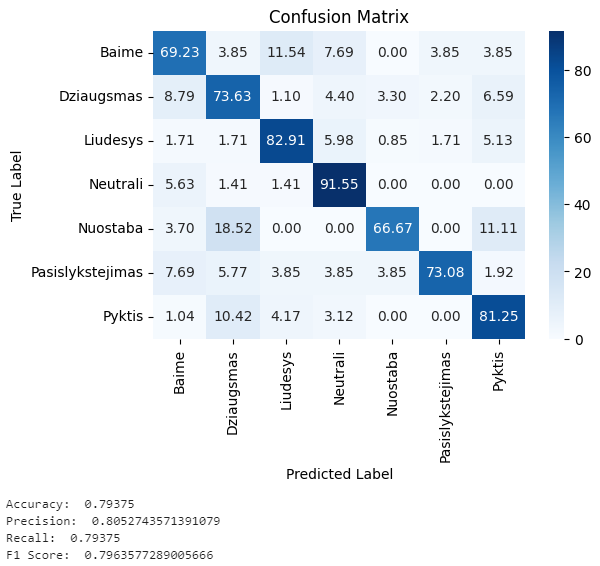 Confusion Matrix
Baime 69.23 3.85 11.54 7.69 0.00 3.85 3.85
Dziaugsmas 8.79 73.63 1.10 4.40 3.30 2.20 6.59
Liudesys 1.71 1.71 82.91 5.98 0.85 1.71 5.13
Neutrali 5.63 1.41 1.41 91.55 0.00 0.00 0.00
Nuostaba 3.70 18.52 0.00 0.00 66.67 0.00 11.11
Pasislykstejimas 7.69 5.77 3.85 3.85 3.85 73.08 1.92
Pyktis 1.04 10.42 4.17 3.12 0.00 0.00 81.25
True Label
Baime Dziaugsmas Liudesys Neutrali Nuostaba Pasislykstejimas Pyktis
Predicted Label
80
60
40
20
0
Accuracy: 0.79375
Precision: 0.8052743571391079
Recall: 0.79375
F1 Score: 0.7963577289005666